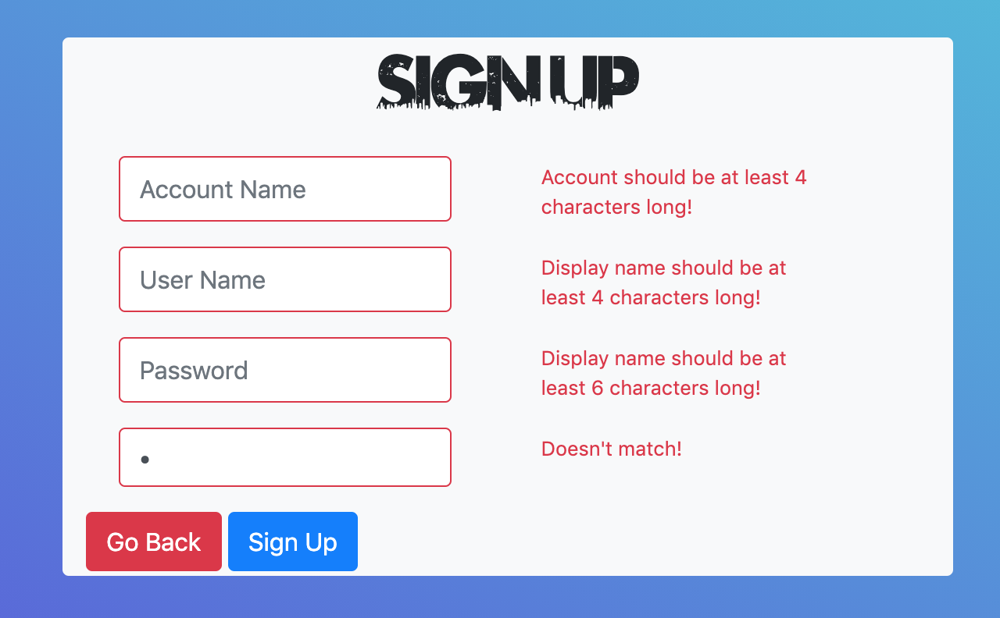 SIGN UP
Account Name
Account should be at least 4
characters long!
User Name
Display name should be at
least 4 characters long!
Password
Display name should be at
least 6 characters long!
•
Doesn't match!
Go Back
Sign Up